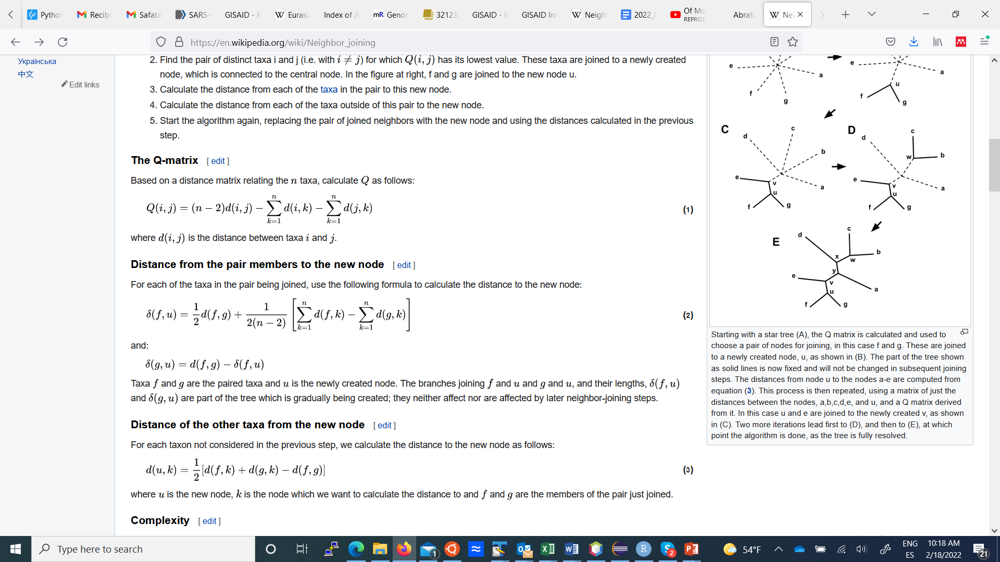 Python
Recibi
Safata
SARS-
GISAID - R
Eurasi
Index of /
Genom
32123
GISAID - I
GISAID Ini
Neigh
2022_
Of Mo
REPROD
Abrah
Nei
https://en.wikipedia.org/wiki/Neighbor_joining
Українська
中文
Edit links
2. Find the pair of distinct taxa i and j (i.e. with i ≠ j) for which Q(i, j) has its lowest value. These taxa are joined to a newly created
node, which is connected to the central node. In the figure at right, f and g are joined to the new node u.
3. Calculate the distance from each of the taxa in the pair to this new node.
4. Calculate the distance from each of the taxa outside of this pair to the new node.
5. Start the algorithm again, replacing the pair of joined neighbors with the new node and using the distances calculated in the previous
step.
The Q-matrix [ edit ]
Based on a distance matrix relating the n taxa, calculate Q as follows:
Q(i, j) = (n − 2)d(i, j) − ∑_{k=1}^{n} d(i, k) − ∑_{k=1}^{n} d(j, k) (1)
where d(i, j) is the distance between taxa i and j.
Distance from the pair members to the new node [ edit ]
For each of the taxa in the pair being joined, use the following formula to calculate the distance to the new node:
δ(f, u) = 1/2 d(f, g) + 1/(2(n − 2)) [∑_{k=1}^{n} d(f, k) − ∑_{k=1}^{n} d(g, k)] (2)
and:
δ(g, u) = d(f, g) − δ(f, u)
Taxa f and g are the paired taxa and u is the newly created node. The branches joining f and u and g and u, and their lengths, δ(f, u)
and δ(g, u) are part of the tree which is gradually being created; they neither affect nor are affected by later neighbor-joining steps.
Distance of the other taxa from the new node [ edit ]
For each taxon not considered in the previous step, we calculate the distance to the new node as follows:
d(u, k) = 1/2 [d(f, k) + d(g, k) − d(f, g)] (3)
where u is the new node, k is the node which we want to calculate the distance to and f and g are the members of the pair just joined.
Complexity [ edit ]
e a f g
e a u f g
C
d c b e a v u f g
D
d c w b e a v u f g
E
d c b x w y e v a u f g
Starting with a star tree (A), the Q matrix is calculated and used to
choose a pair of nodes for joining, in this case f and g. These are joined
to a newly created node, u, as shown in (B). The part of the tree shown
as solid lines is now fixed and will not be changed in subsequent joining
steps. The distances from node u to the nodes a-e are computed from
equation (3). This process is then repeated, using a matrix of just the
distances between the nodes, a,b,c,d,e, and u, and a Q matrix derived
from it. In this case u and e are joined to the newly created v, as shown
in (C). Two more iterations lead first to (D), and then to (E), at which
point the algorithm is done, as the tree is fully resolved.
Type here to search
1
2
54°F
ENG
ES
10:18 AM
2/18/2022
21